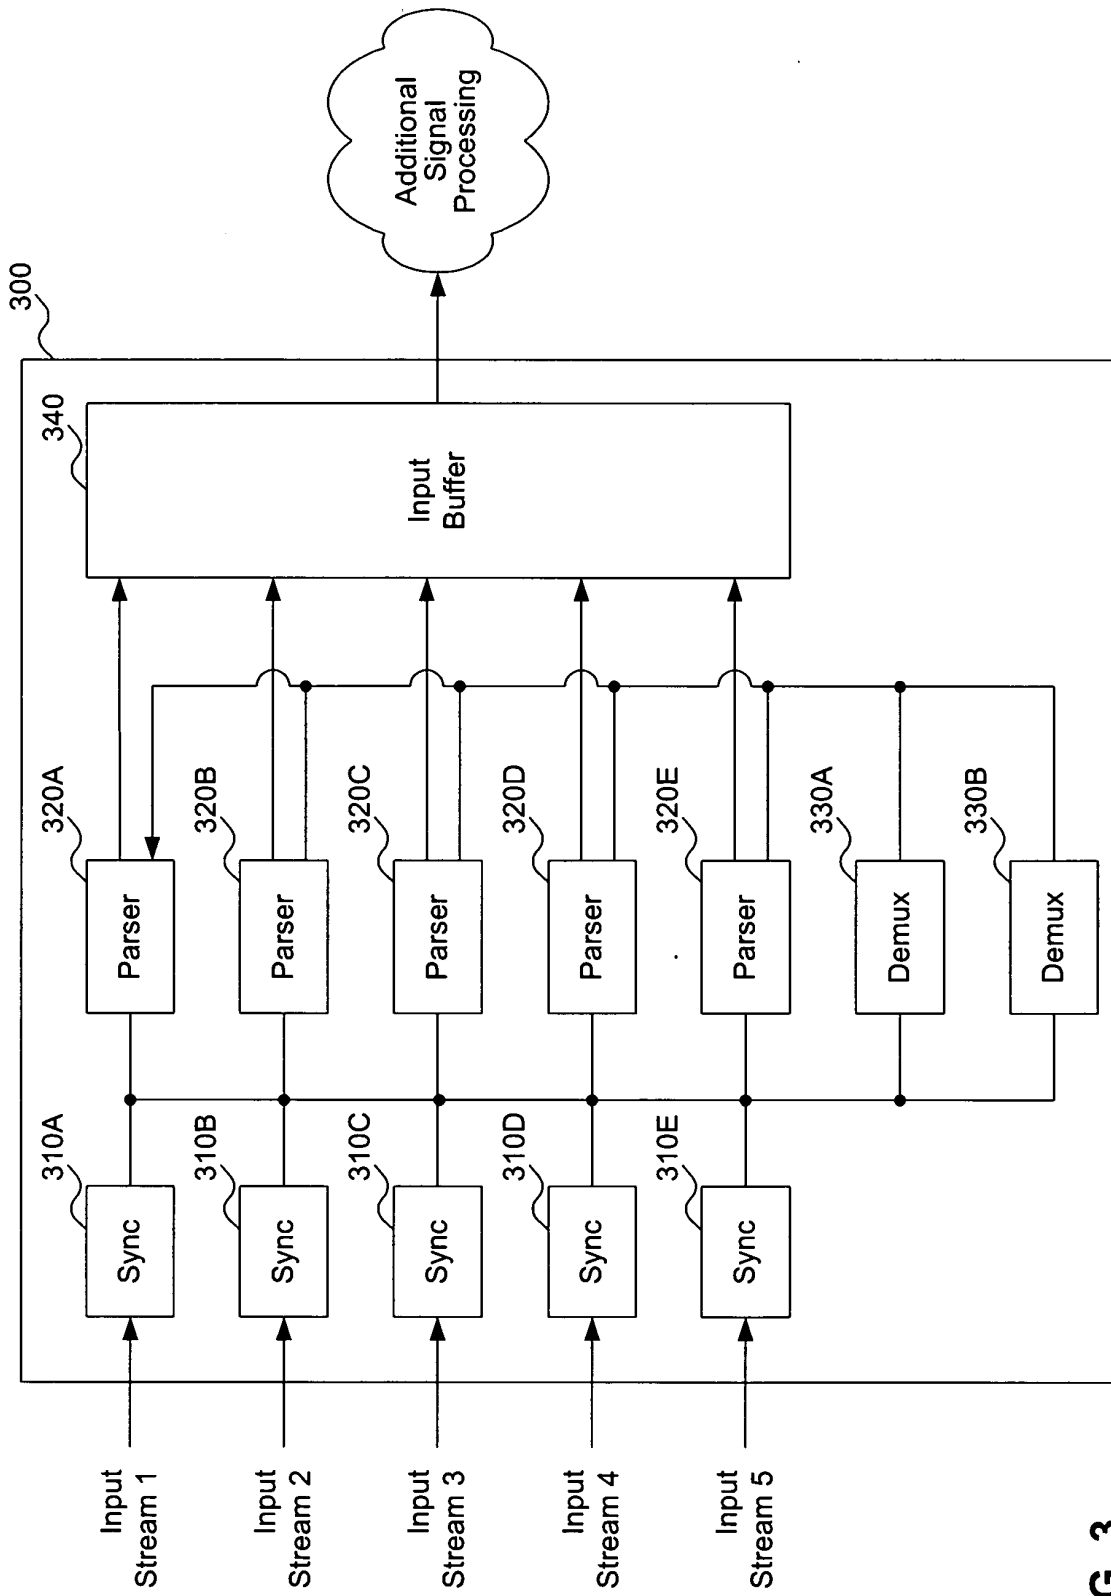 300
340
Input
Buffer
Additional
Signal
Processing
320A
Parser
320B
Parser
320C
Parser
320D
Parser
320E
Parser
330A
Demux
330B
Demux
310A
Sync
310B
Sync
310C
Sync
310D
Sync
310E
Sync
Input
Stream 1
Input
Stream 2
Input
Stream 3
Input
Stream 4
Input
Stream 5
G. 3